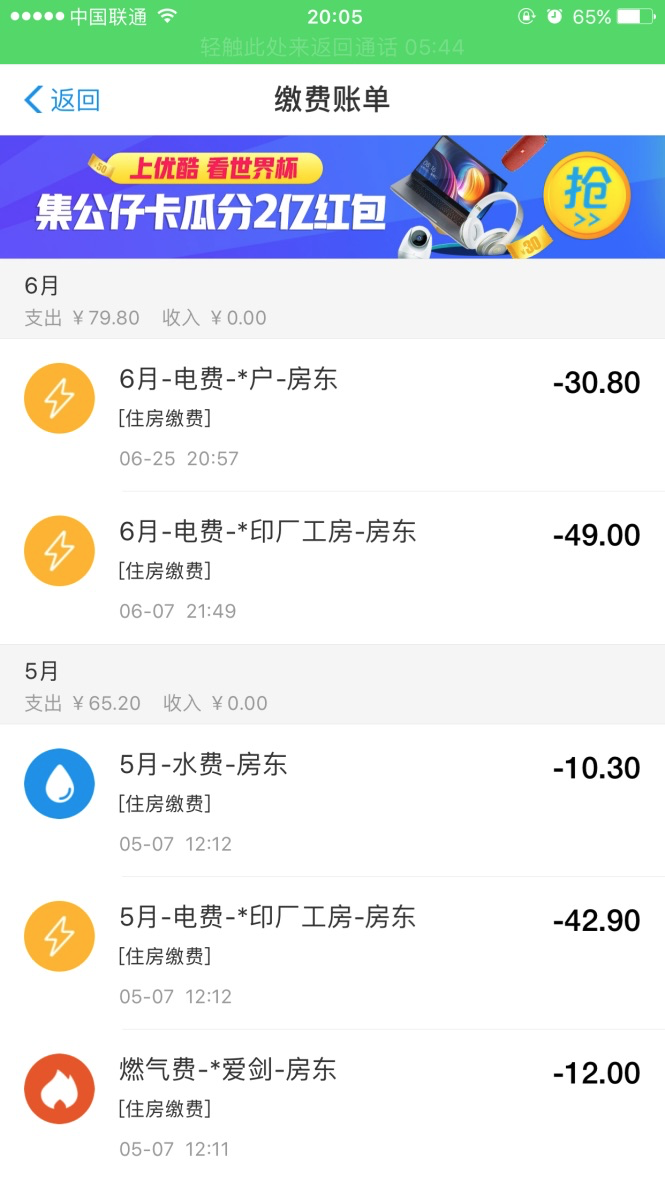 中国联通 20:05 65%
轻触此处来返回通话 05:44
返回 缴费账单
50 上优酷 看世界杯
集公仔卡瓜分2亿红包
抢
>>
30
6月
支出 ￥79.80 收入 ￥0.00
6月-电费-*户-房东 -30.80
[住房缴费]
06-25 20:57
6月-电费-*印厂工房-房东 -49.00
[住房缴费]
06-07 21:49
5月
支出 ￥65.20 收入 ￥0.00
5月-水费-房东 -10.30
[住房缴费]
05-07 12:12
5月-电费-*印厂工房-房东 -42.90
[住房缴费]
05-07 12:12
燃气费-*爱剑-房东 -12.00
[住房缴费]
05-07 12:11